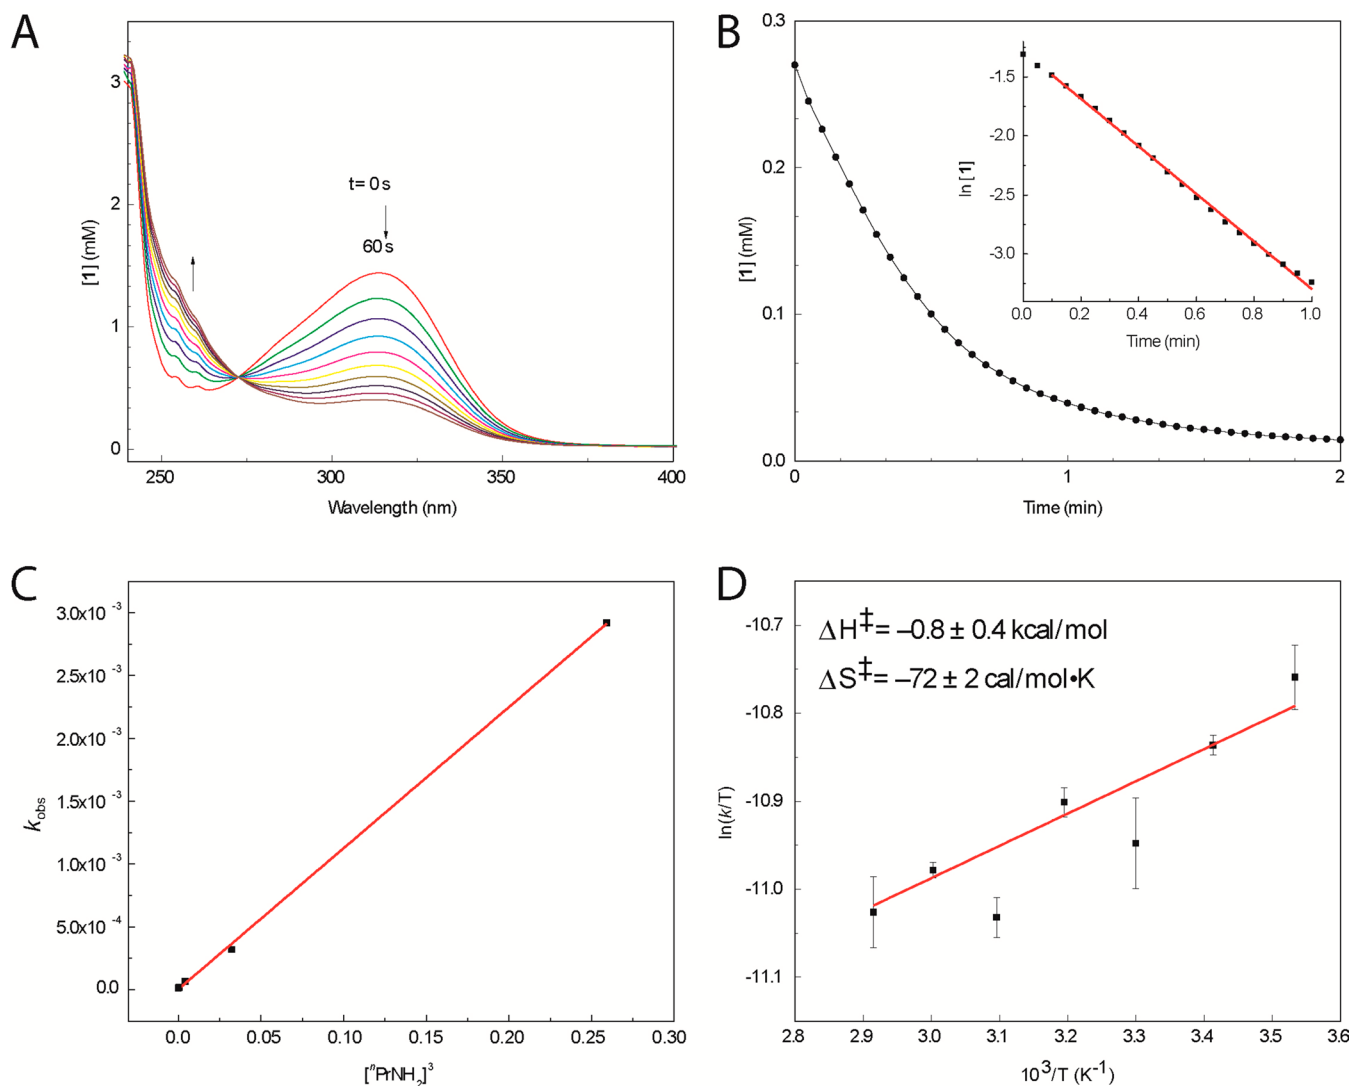 A
[1] (mM)
3
2
1
0
t= 0 s
60 s
250
300
350
400
Wavelength (nm)
B
[1] (mM)
0.3
0.2
0.1
0.0
0
1
2
Time (min)
ln [1]
-1.5
-2.0
-2.5
-3.0
0.0
0.2
0.4
0.6
0.8
1.0
Time (min)
C
kobs
3.0x10⁻³
2.5x10⁻³
2.0x10⁻³
1.5x10⁻³
1.0x10⁻³
5.0x10⁻⁴
0.0
0.0
0.05
0.10
0.15
0.20
0.25
0.30
[ⁿPrNH₂]³
D
ΔH‡= –0.8 ± 0.4 kcal/mol
ΔS‡= –72 ± 2 cal/mol•K
ln(k/T)
-10.7
-10.8
-10.9
-11.0
-11.1
2.8
2.9
3.0
3.1
3.2
3.3
3.4
3.5
3.6
10³/T (K⁻¹)